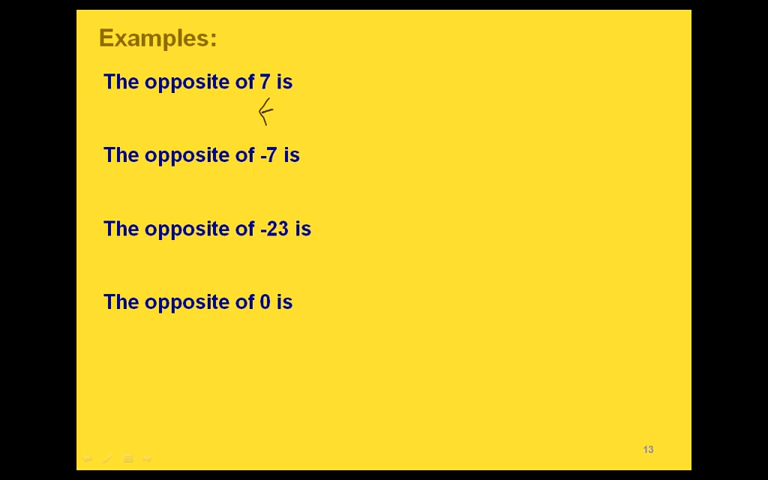 Examples:
The opposite of 7 is
The opposite of -7 is
The opposite of -23 is
The opposite of 0 is
13